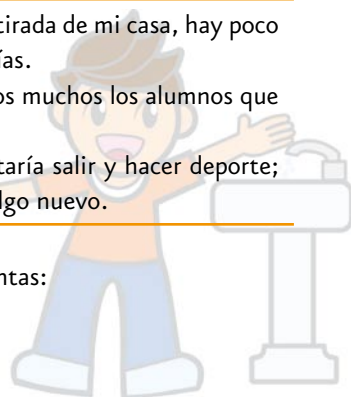 tirada de mi casa, hay poco
ías.
os muchos los alumnos que
taría salir y hacer deporte;
lgo nuevo.
ntas: